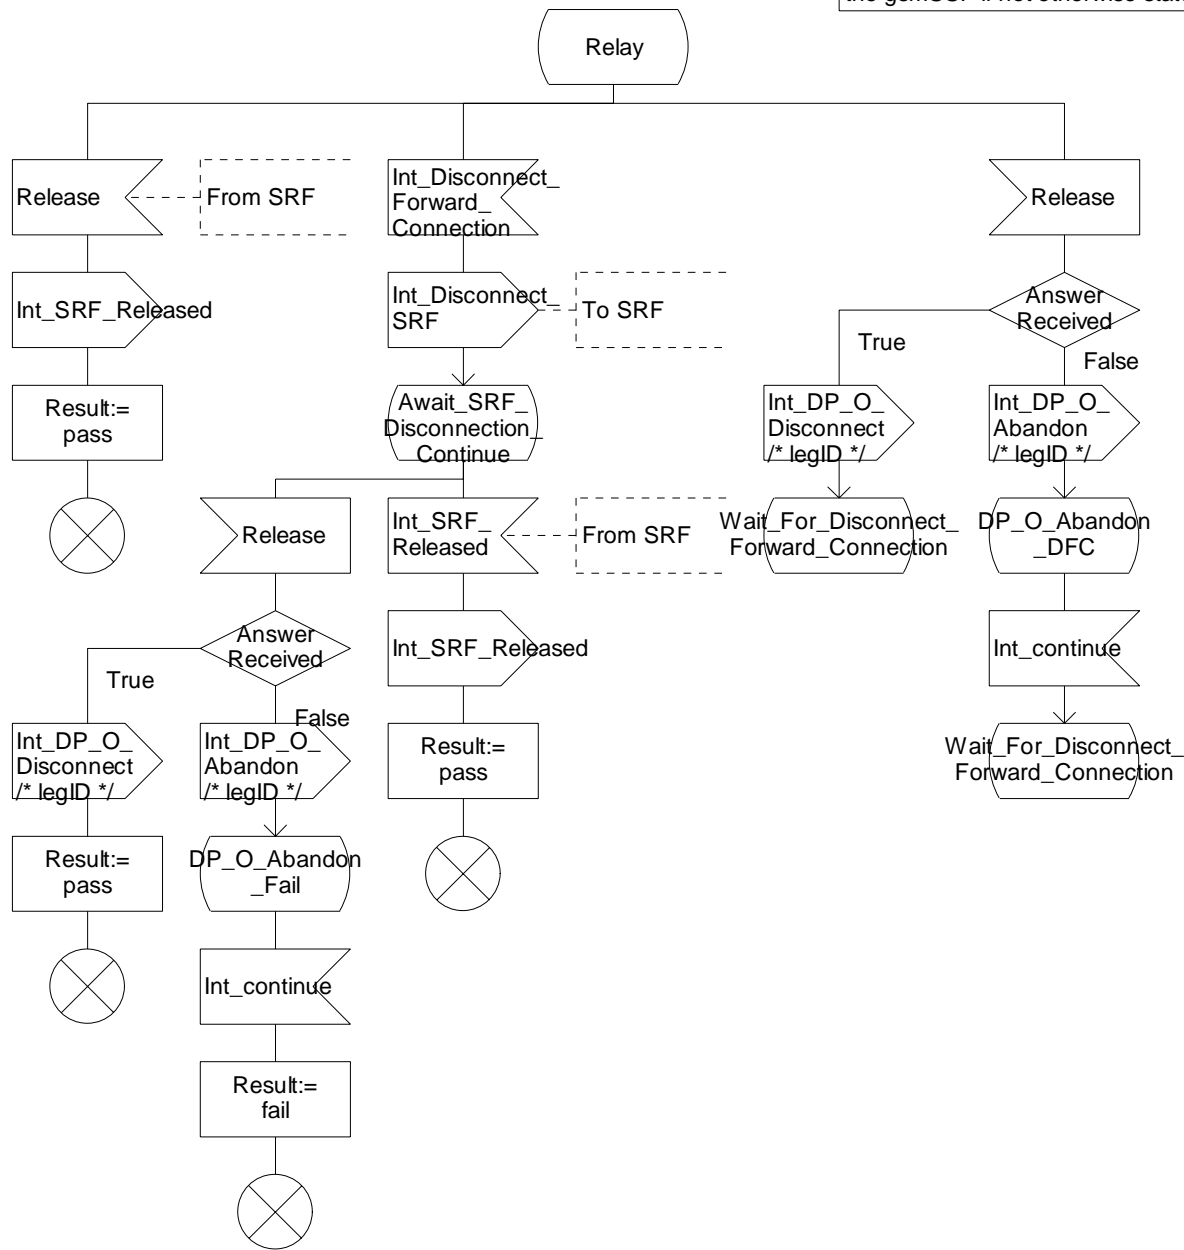 Relay
Release
From SRF
Int_Disconnect_
Forward_
Connection
Release
Int_SRF_Released
Int_Disconnect_
SRF
To SRF
Answer
Received
True
False
Result:=
pass
Await_SRF_
Disconnection_
Continue
Int_DP_O_
Disconnect
/* legID */
Int_DP_O_
Abandon
/* legID */
Release
Int_SRF_
Released
From SRF
Wait_For_Disconnect_
Forward_Connection
DP_O_Abandon
_DFC
Answer
Received
True
False
Int_SRF_Released
Int_continue
Int_DP_O_
Disconnect
/* legID */
Int_DP_O_
Abandon
/* legID */
Result:=
pass
Wait_For_Disconnect_
Forward_Connection
Result:=
pass
DP_O_Abandon
_Fail
Int_continue
Result:=
fail